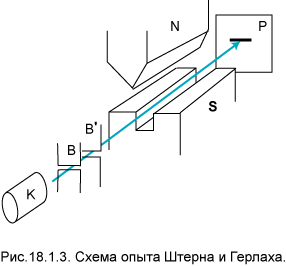 N
P
S
B'
B
K
Рис.18.1.3. Схема опыта Штерна и Герлаха.